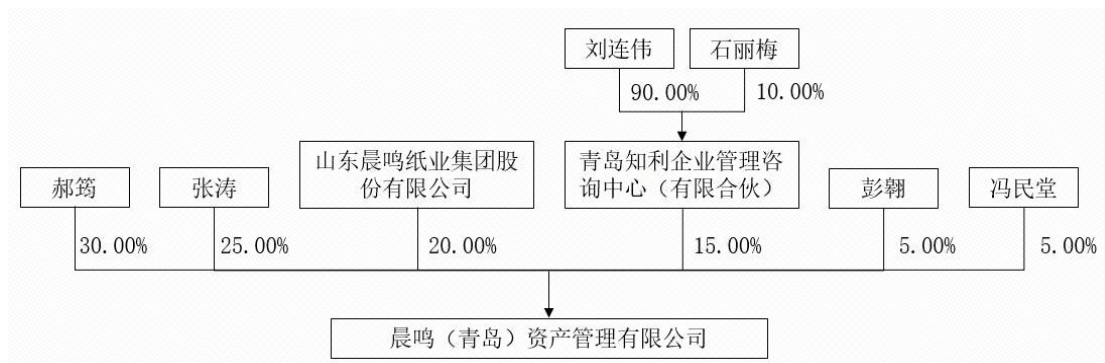 刘连伟
石丽梅
90.00%
10.00%
郝筠
张涛
山东晨鸣纸业集团股
份有限公司
青岛知利企业管理咨
询中心（有限合伙）
彭翱
冯民堂
30.00%
25.00%
20.00%
15.00%
5.00%
5.00%
晨鸣（青岛）资产管理有限公司